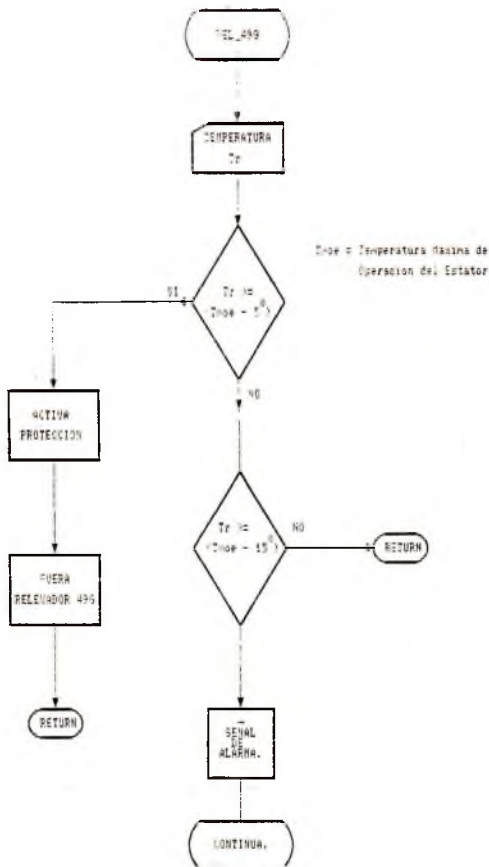 TEMPERATURA
Tr
Tmoe = Temperatura Maxima de
Operacion del Estator
Tr >=
(Tmoe - 5°)
SI
NO
ACTIVA
PROTECCION
Tr >=
(Tmoe - 15°)
NO
RETURN
FUERA
RELEVADOR 49G
RETURN
SENAL
DE
ALARMA.
CONTINUA.